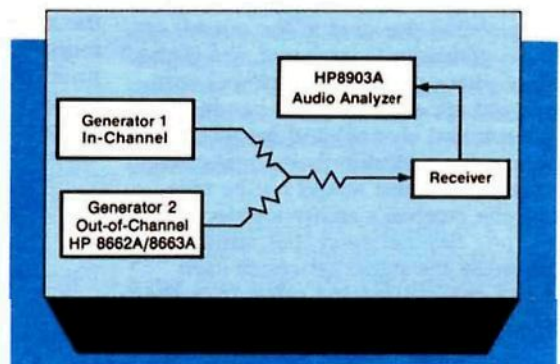 HP8903A
Audio Analyzer
Generator 1
In-Channel
Generator 2
Out-of-Channel
HP 8662A/8663A
Receiver